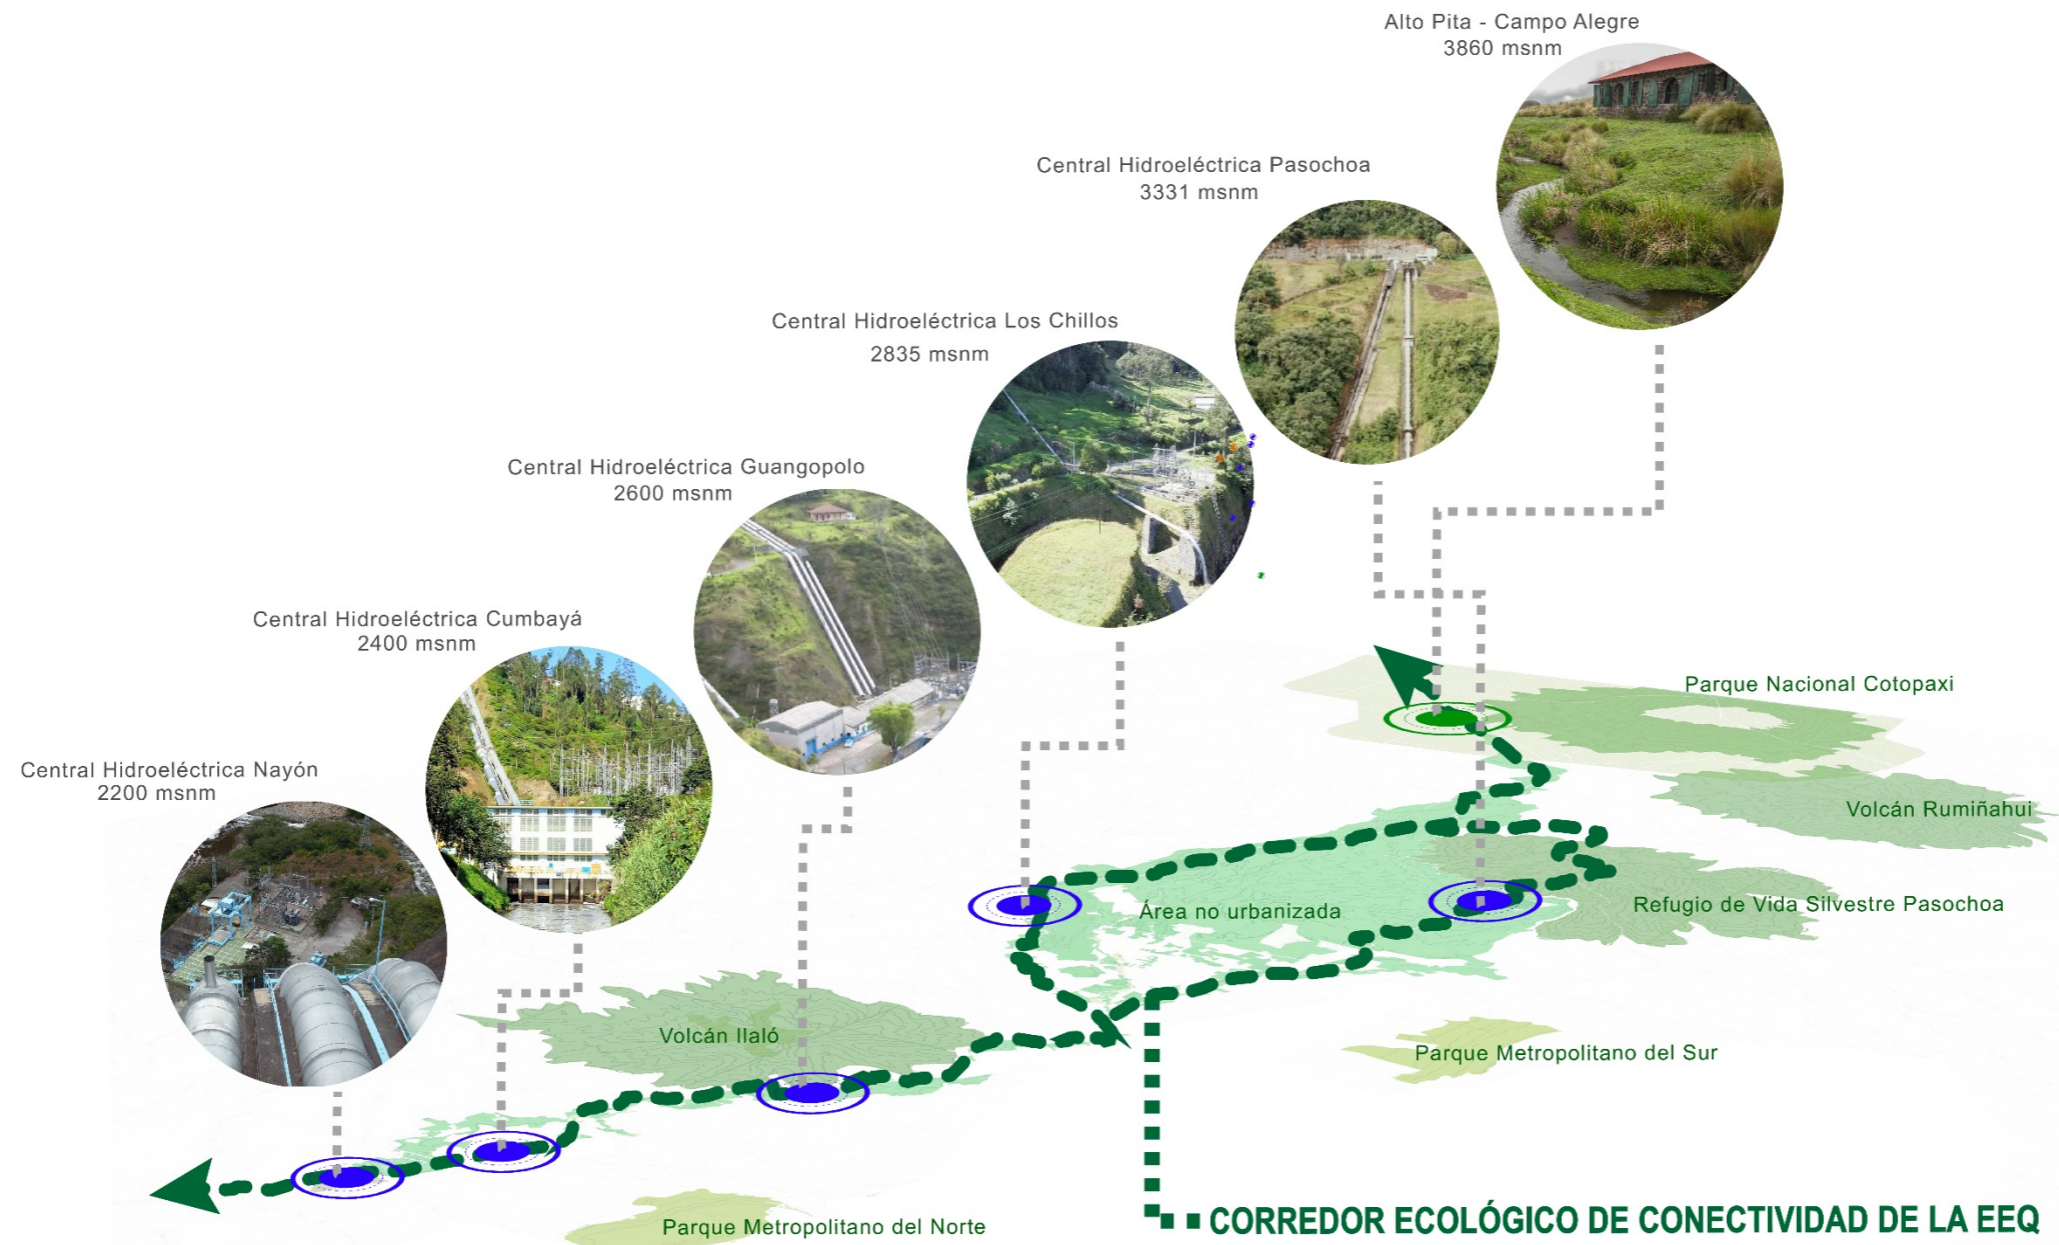 Alto Pita - Campo Alegre
3860 msnm
Central Hidroeléctrica Pasochoa
3331 msnm
Central Hidroeléctrica Los Chillos
2835 msnm
Central Hidroeléctrica Guangopolo
2600 msnm
Central Hidroeléctrica Cumbayá
2400 msnm
Central Hidroeléctrica Nayón
2200 msnm
Parque Nacional Cotopaxi
Volcán Rumiñahui
Refugio de Vida Silvestre Pasochoa
Área no urbanizada
Volcán Ilaló
Parque Metropolitano del Sur
Parque Metropolitano del Norte
CORREDOR ECOLÓGICO DE CONECTIVIDAD DE LA EEQ